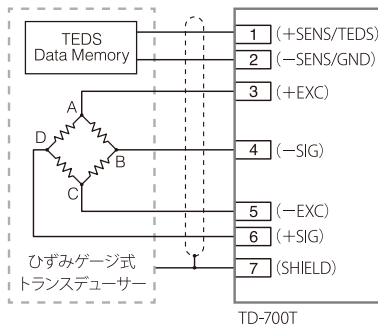 TEDS
Data Memory
1 (+SENS/TEDS)
2 (−SENS/GND)
3 (+EXC)
A
D
B
4 (−SIG)
C
5 (−EXC)
6 (+SIG)
ひずみゲージ式
トランスデューサー
7 (SHIELD)
TD-700T